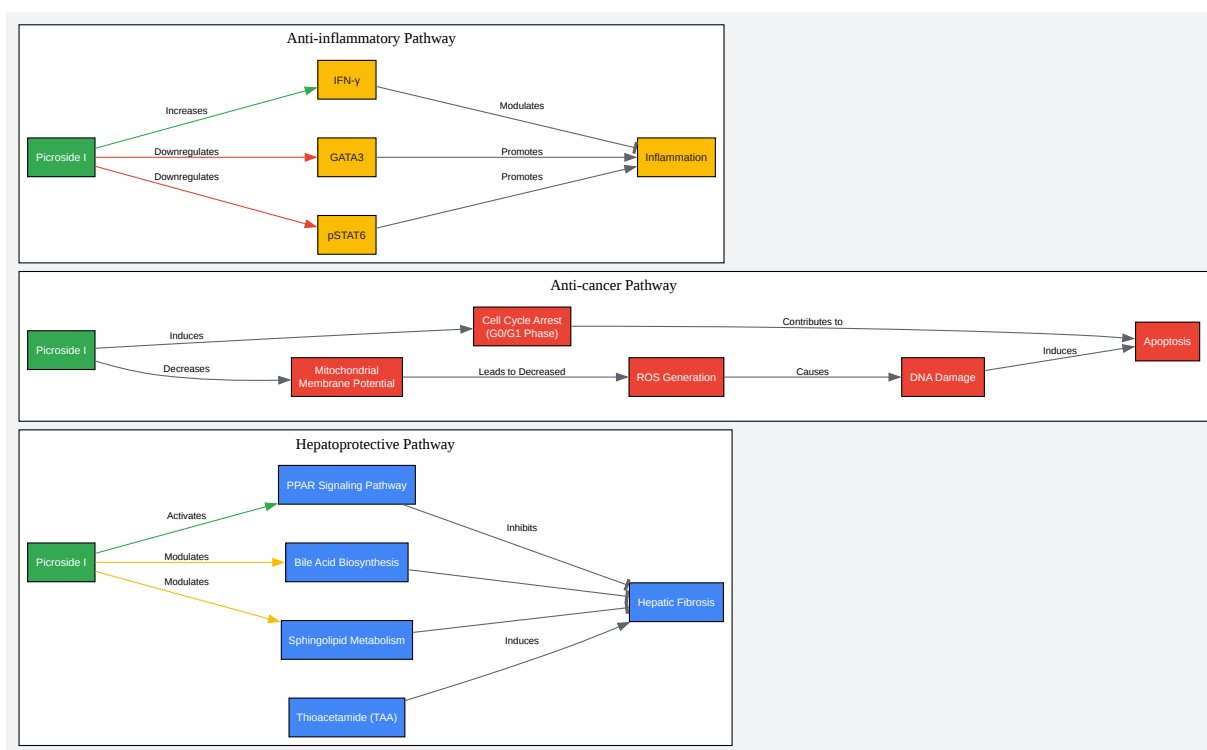 Anti-inflammatory Pathway
IFN-γ
Increases
Modulates
Picroside I
Downregulates
GATA3
Promotes
Inflammation
Downregulates
Promotes
pSTAT6
Anti-cancer Pathway
Cell Cycle Arrest
(G0/G1 Phase)
Contributes to
Induces
Picroside I
Apoptosis
Induces
Decreases
Mitochondrial
Membrane Potential
Leads to Decreased
ROS Generation
Causes
DNA Damage
Hepatoprotective Pathway
PPAR Signaling Pathway
Activates
Inhibits
Picroside I
Modulates
Bile Acid Biosynthesis
Modulates
Hepatic Fibrosis
Sphingolipid Metabolism
Induces
Thioacetamide (TAA)